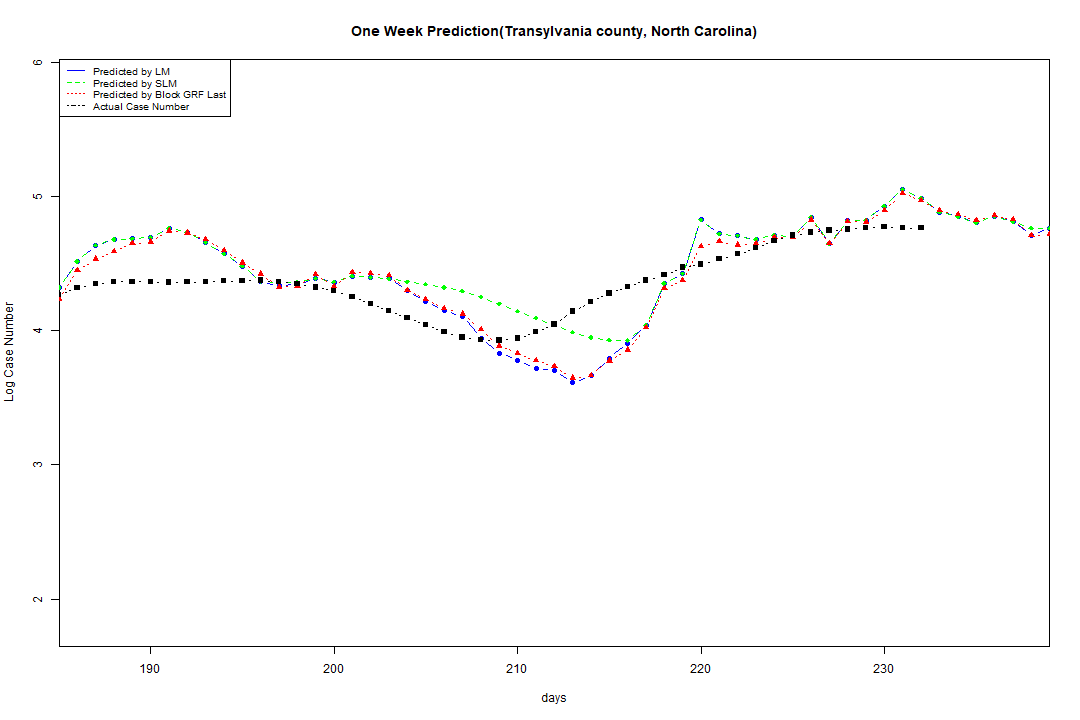 One Week Prediction(Transylvania county, North Carolina)
Predicted by LM
Predicted by SLM
Predicted by Block GRF Last
Actual Case Number
6
5
4
3
2
Log Case Number
190
200
210
220
230
days